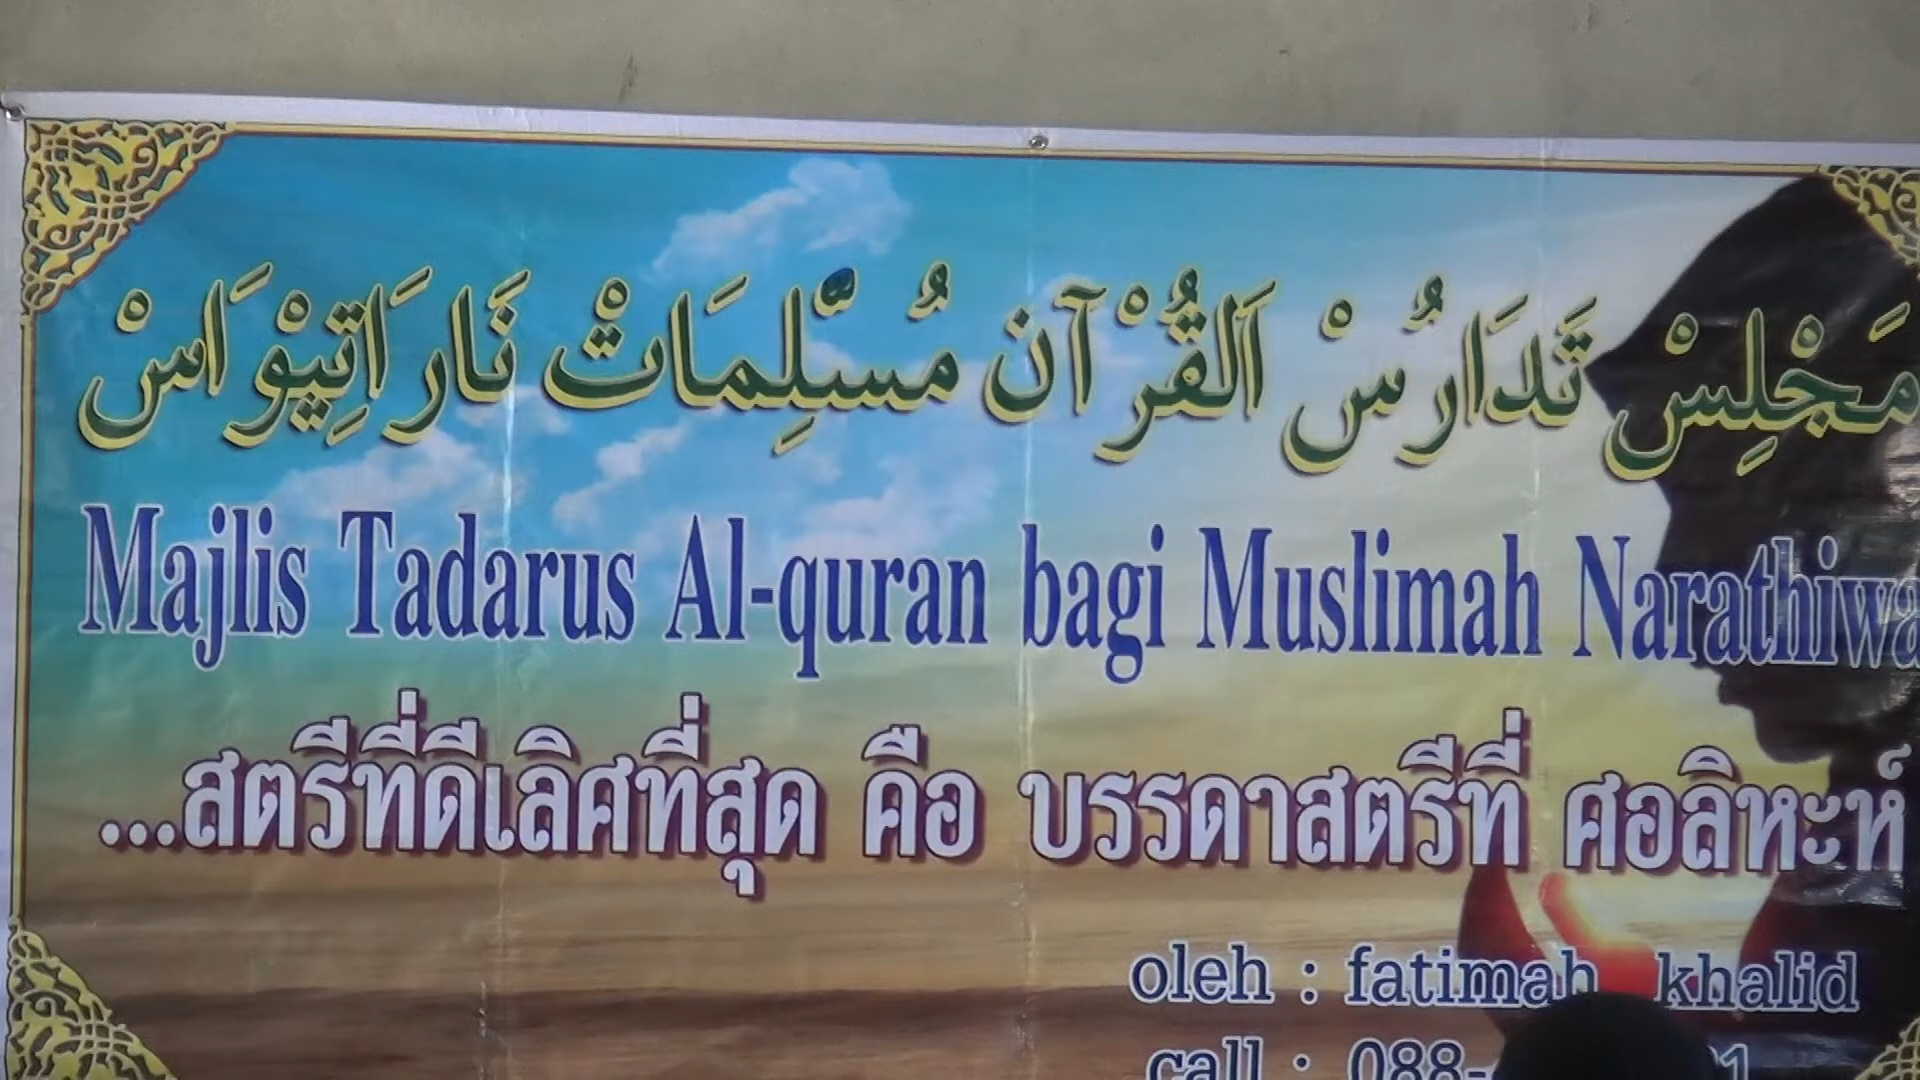 مَجْلِسْ تَدَارُسْ اَلْقُرْآن مُسَّلِمَاتْ نَارَاتِيْوَاسْ
Majlis Tadarus Al-quran bagi Muslimah Narathiwa
...สตรีที่ดีเลิศที่สุด คือ บรรดาสตรีที่ ศอลิหะห์
oleh : fatimah khalid
call : 088-